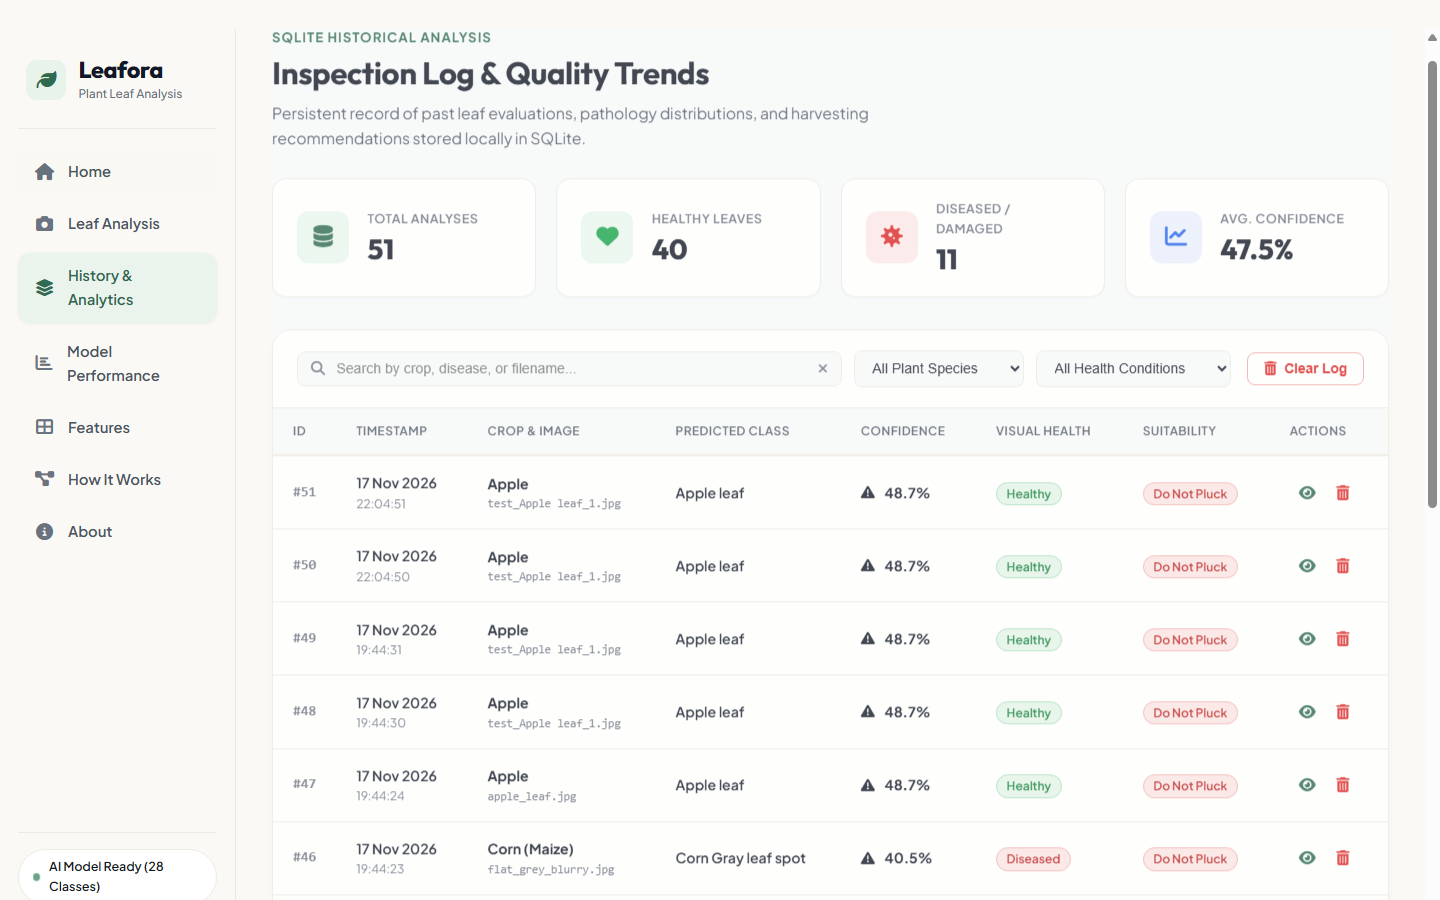 Leafora
Plant Leaf Analysis
Home
Leaf Analysis
History &
Analytics
Model
Performance
Features
How It Works
About
AI Model Ready (28
Classes)
SQLITE HISTORICAL ANALYSIS
Inspection Log & Quality Trends
Persistent record of past leaf evaluations, pathology distributions, and harvesting
recommendations stored locally in SQLite.
TOTAL ANALYSES
51
HEALTHY LEAVES
40
DISEASED /
DAMAGED
11
AVG. CONFIDENCE
47.5%
Search by crop, disease, or filename...
All Plant Species
All Health Conditions
Clear Log
ID TIMESTAMP CROP & IMAGE PREDICTED CLASS CONFIDENCE VISUAL HEALTH SUITABILITY ACTIONS
#51 17 Nov 2026 Apple Apple leaf 48.7% Healthy Do Not Pluck
22:04:51 test_Apple leaf_1.jpg
#50 17 Nov 2026 Apple Apple leaf 48.7% Healthy Do Not Pluck
22:04:50 test_Apple leaf_1.jpg
#49 17 Nov 2026 Apple Apple leaf 48.7% Healthy Do Not Pluck
19:44:31 test_Apple leaf_1.jpg
#48 17 Nov 2026 Apple Apple leaf 48.7% Healthy Do Not Pluck
19:44:30 test_Apple leaf_1.jpg
#47 17 Nov 2026 Apple Apple leaf 48.7% Healthy Do Not Pluck
19:44:24 apple_leaf.jpg
#46 17 Nov 2026 Corn (Maize) Corn Gray leaf spot 40.5% Diseased Do Not Pluck
19:44:23 flat_grey_blurry.jpg